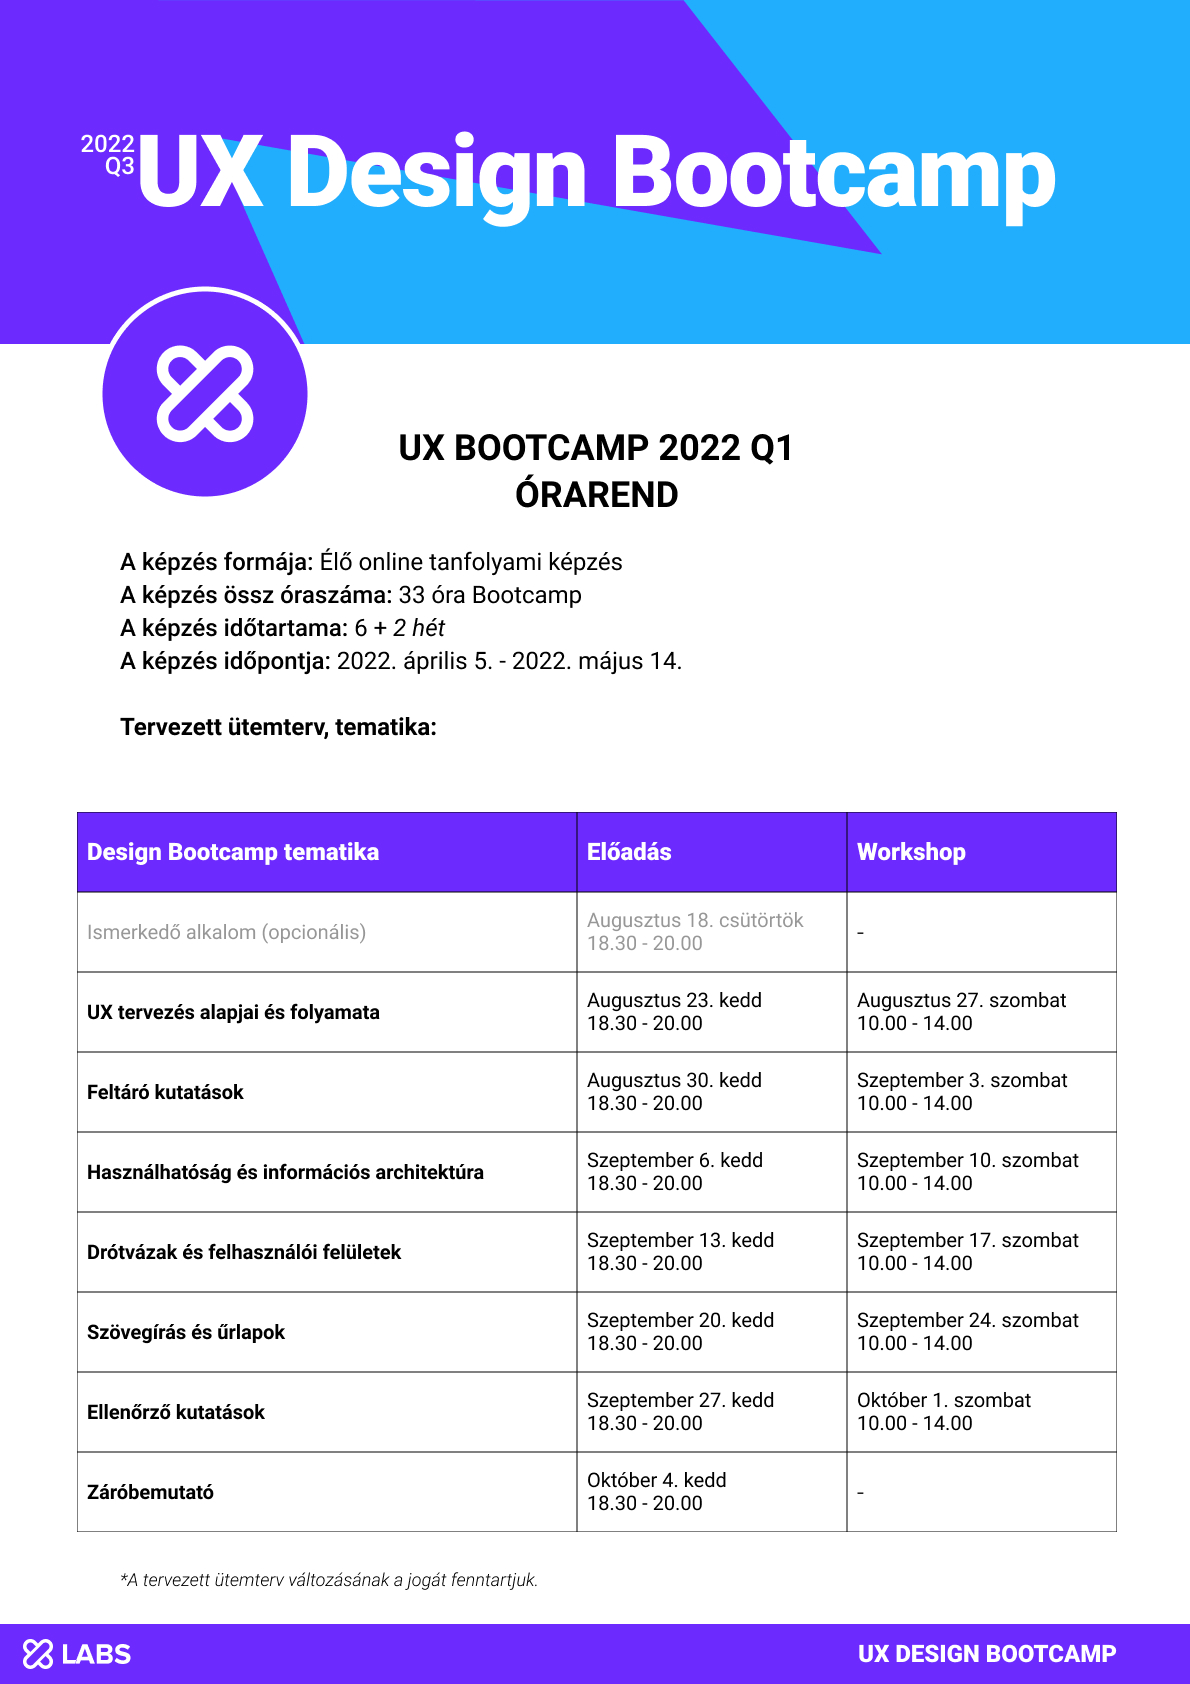 2022
Q3
UX Design Bootcamp
UX BOOTCAMP 2022 Q1
ÓRAREND
A képzés formája: Élő online tanfolyami képzés
A képzés össz óraszáma: 33 óra Bootcamp
A képzés időtartama: 6 + 2 hét
A képzés időpontja: 2022. április 5. - 2022. május 14.
Tervezett ütemterv, tematika:
Design Bootcamp tematika
Előadás
Workshop
Ismerkedő alkalom (opcionális)
Augusztus 18. csütörtök
18.30 - 20.00
-
UX tervezés alapjai és folyamata
Augusztus 23. kedd
18.30 - 20.00
Augusztus 27. szombat
10.00 - 14.00
Feltáró kutatások
Augusztus 30. kedd
18.30 - 20.00
Szeptember 3. szombat
10.00 - 14.00
Használhatóság és információs architektúra
Szeptember 6. kedd
18.30 - 20.00
Szeptember 10. szombat
10.00 - 14.00
Drótvázak és felhasználói felületek
Szeptember 13. kedd
18.30 - 20.00
Szeptember 17. szombat
10.00 - 14.00
Szövegírás és űrlapok
Szeptember 20. kedd
18.30 - 20.00
Szeptember 24. szombat
10.00 - 14.00
Ellenőrző kutatások
Szeptember 27. kedd
18.30 - 20.00
Október 1. szombat
10.00 - 14.00
Záróbemutató
Október 4. kedd
18.30 - 20.00
-
*A tervezett ütemterv változásának a jogát fenntartjuk.
LABS
UX DESIGN BOOTCAMP